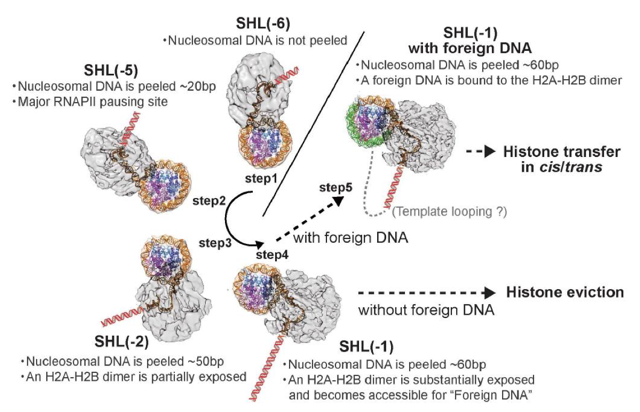 SHL(-6)
•Nucleosomal DNA is not peeled
SHL(-1)
with foreign DNA
•Nucleosomal DNA is peeled ~60bp
•A foreign DNA is bound to the H2A-H2B dimer
SHL(-5)
•Nucleosomal DNA is peeled ~20bp
•Major RNAPII pausing site
step1
step2
step3
step4
step5
Histone transfer
in cis/trans
(Template looping ?)
with foreign DNA
without foreign DNA
Histone eviction
SHL(-2)
•Nucleosomal DNA is peeled ~50bp
•An H2A-H2B dimer is partially exposed
SHL(-1)
•Nucleosomal DNA is peeled ~60bp
•An H2A-H2B dimer is substantially exposed
and becomes accessible for “Foreign DNA”